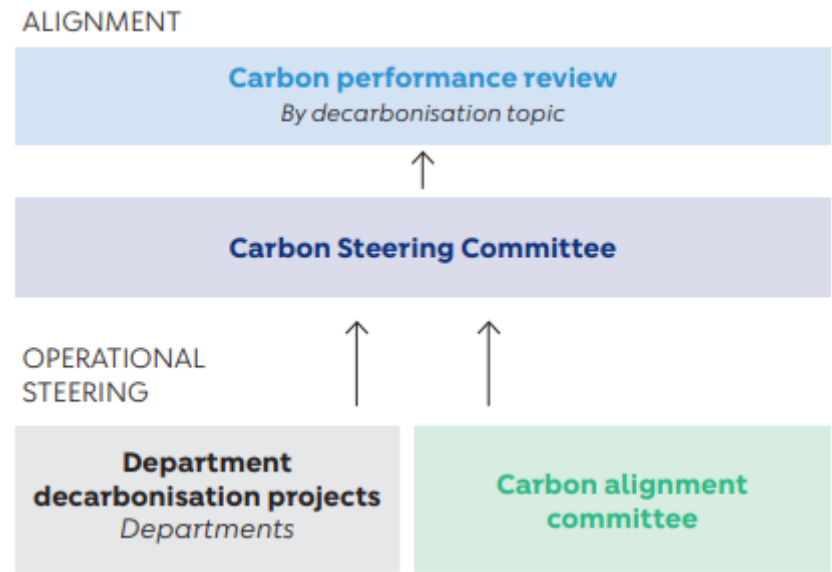 ALIGNMENT
Carbon performance review
By decarbonisation topic
Carbon Steering Committee
OPERATIONAL
STEERING
Department
decarbonisation projects
Departments
Carbon alignment
committee